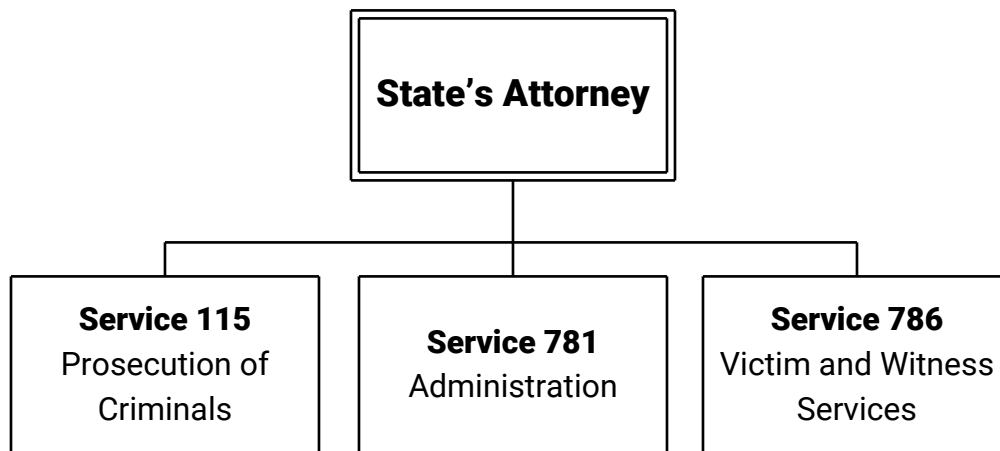 State’s Attorney
Service 115
Prosecution of
Criminals
Service 781
Administration
Service 786
Victim and Witness
Services